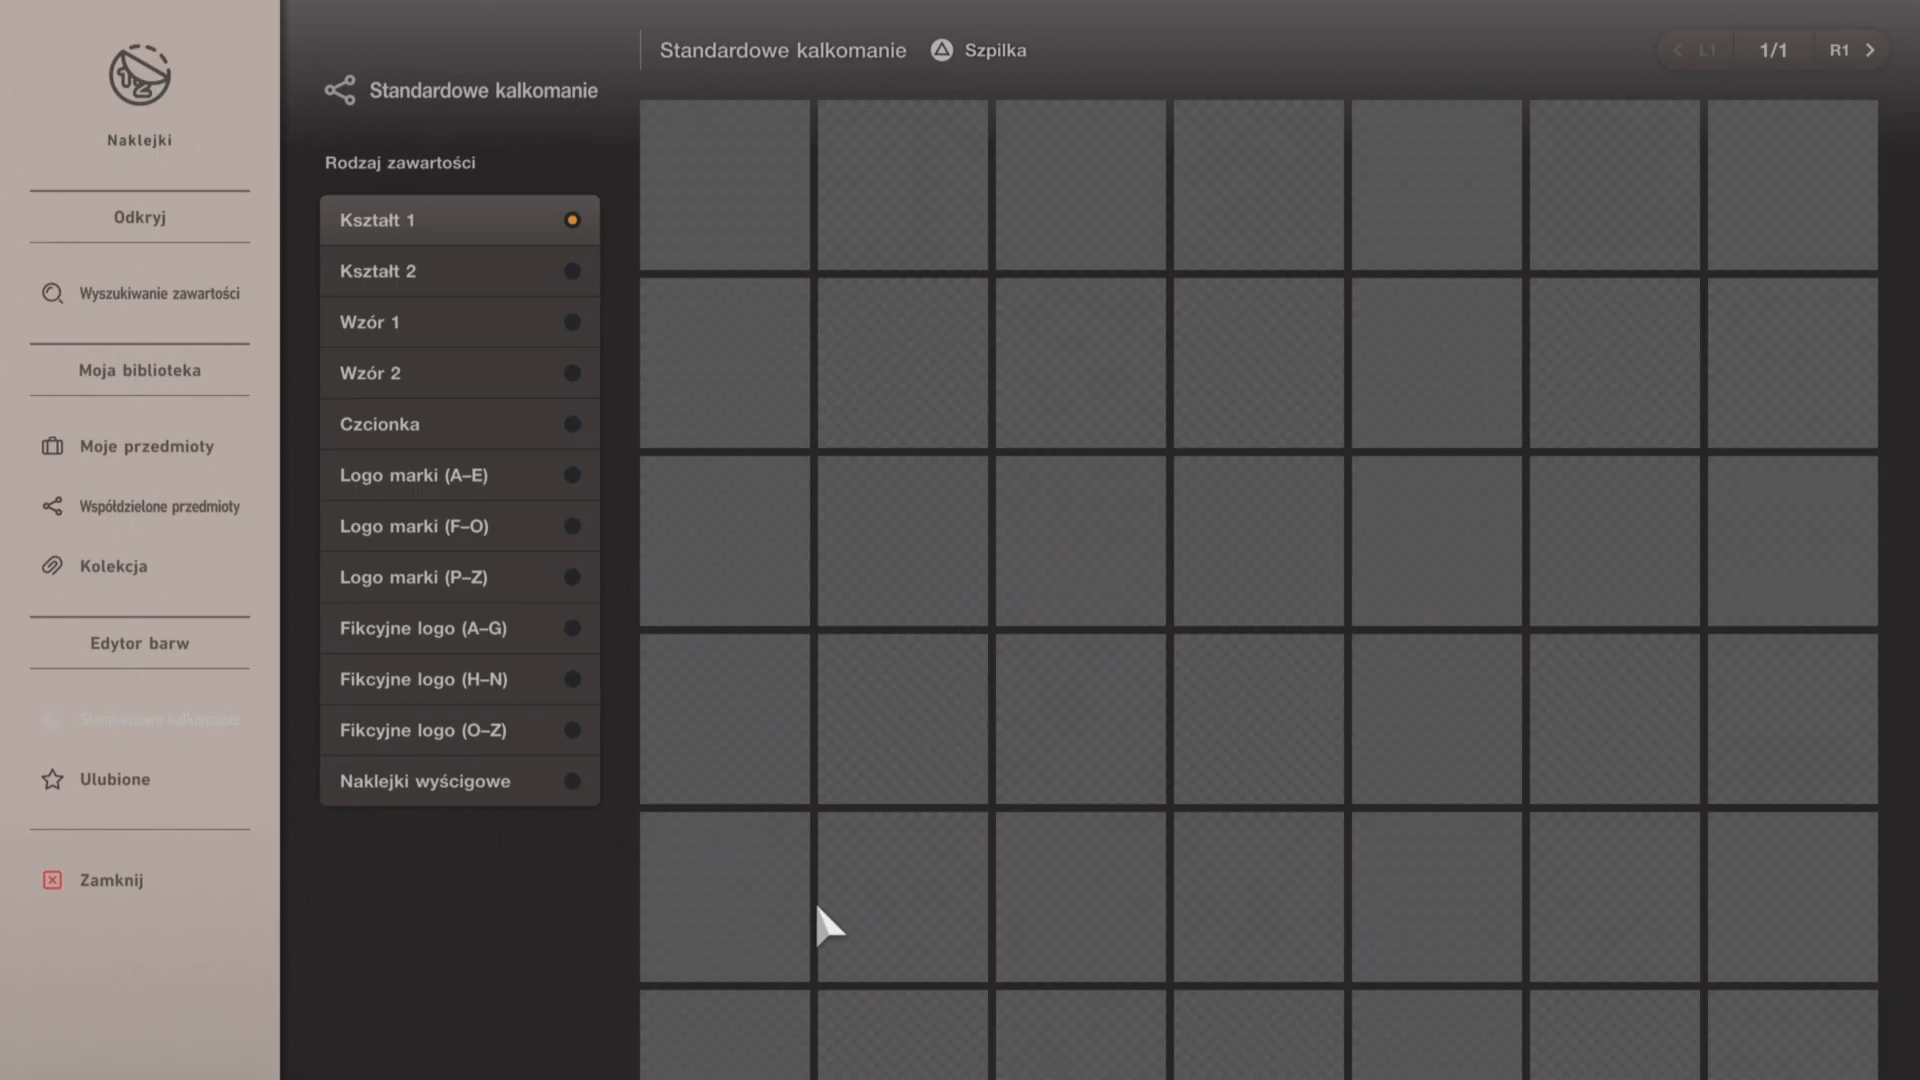 Naklejki
Odkryj
Wyszukiwanie zawartości
Moja biblioteka
Moje przedmioty
Współdzielone przedmioty
Kolekcja
Edytor barw
Standardowe kalkomanie
Ulubione
Zamknij
Standardowe kalkomanie
Rodzaj zawartości
Kształt 1
Kształt 2
Wzór 1
Wzór 2
Czcionka
Logo marki (A–E)
Logo marki (F–O)
Logo marki (P–Z)
Fikcyjne logo (A–G)
Fikcyjne logo (H–N)
Fikcyjne logo (O–Z)
Naklejki wyścigowe
Standardowe kalkomanie Szpilka
L1 1/1 R1